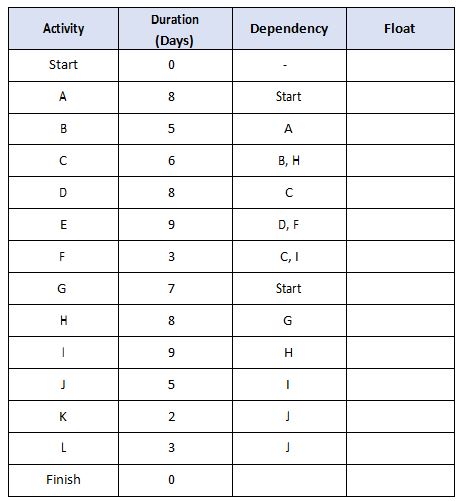 Activity Duration (Days) Dependency Float
Start 0 -
A 8 Start
B 5 A
C 6 B, H
D 8 C
E 9 D, F
F 3 C, I
G 7 Start
H 8 G
I 9 H
J 5 I
K 2 J
L 3 J
Finish 0